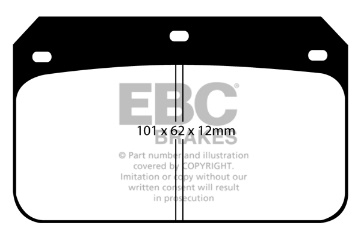 EBC
101 x 62 x 12mm
BRAKES
© Part number and illustration
covered by COPYRIGHT.
Imitation or copy without our
written consent will result
in prosecution